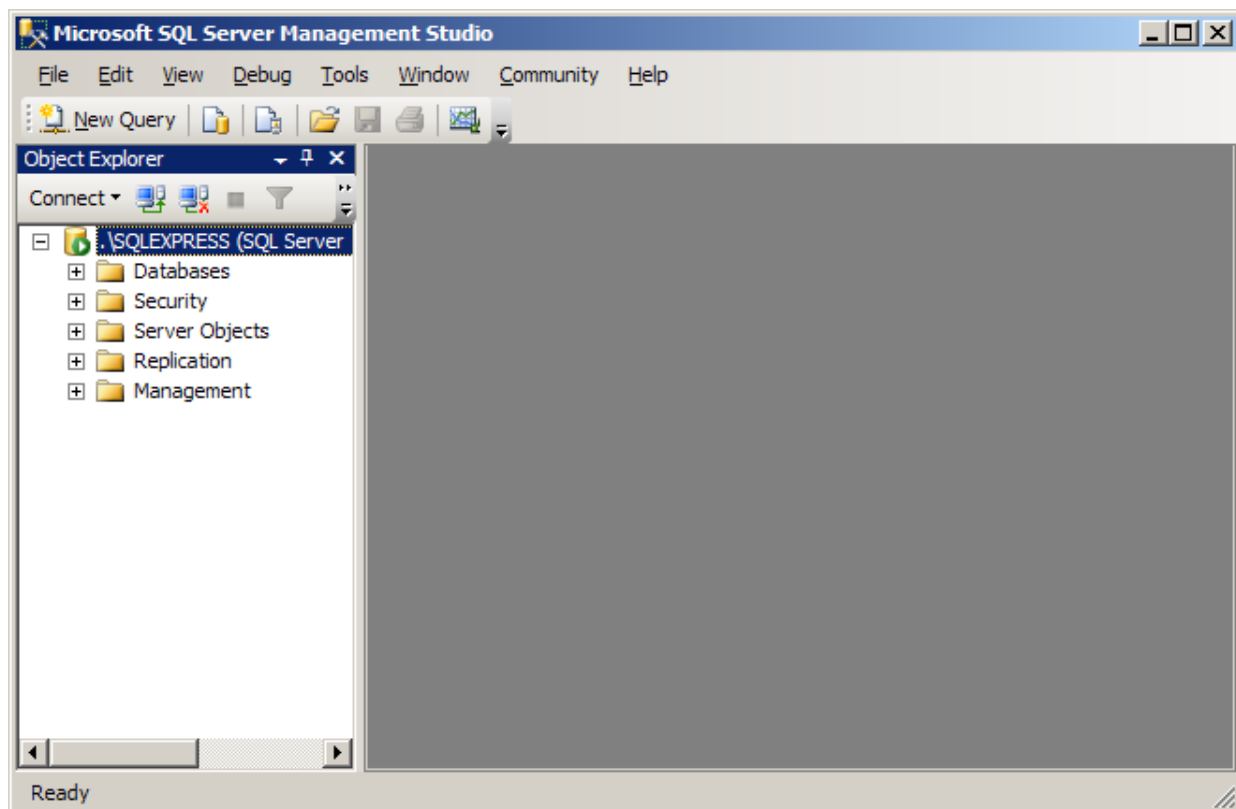 Microsoft SQL Server Management Studio
File Edit View Debug Tools Window Community Help
New Query
Object Explorer
Connect
.\SQLEXPRESS (SQL Server
Databases
Security
Server Objects
Replication
Management
Ready